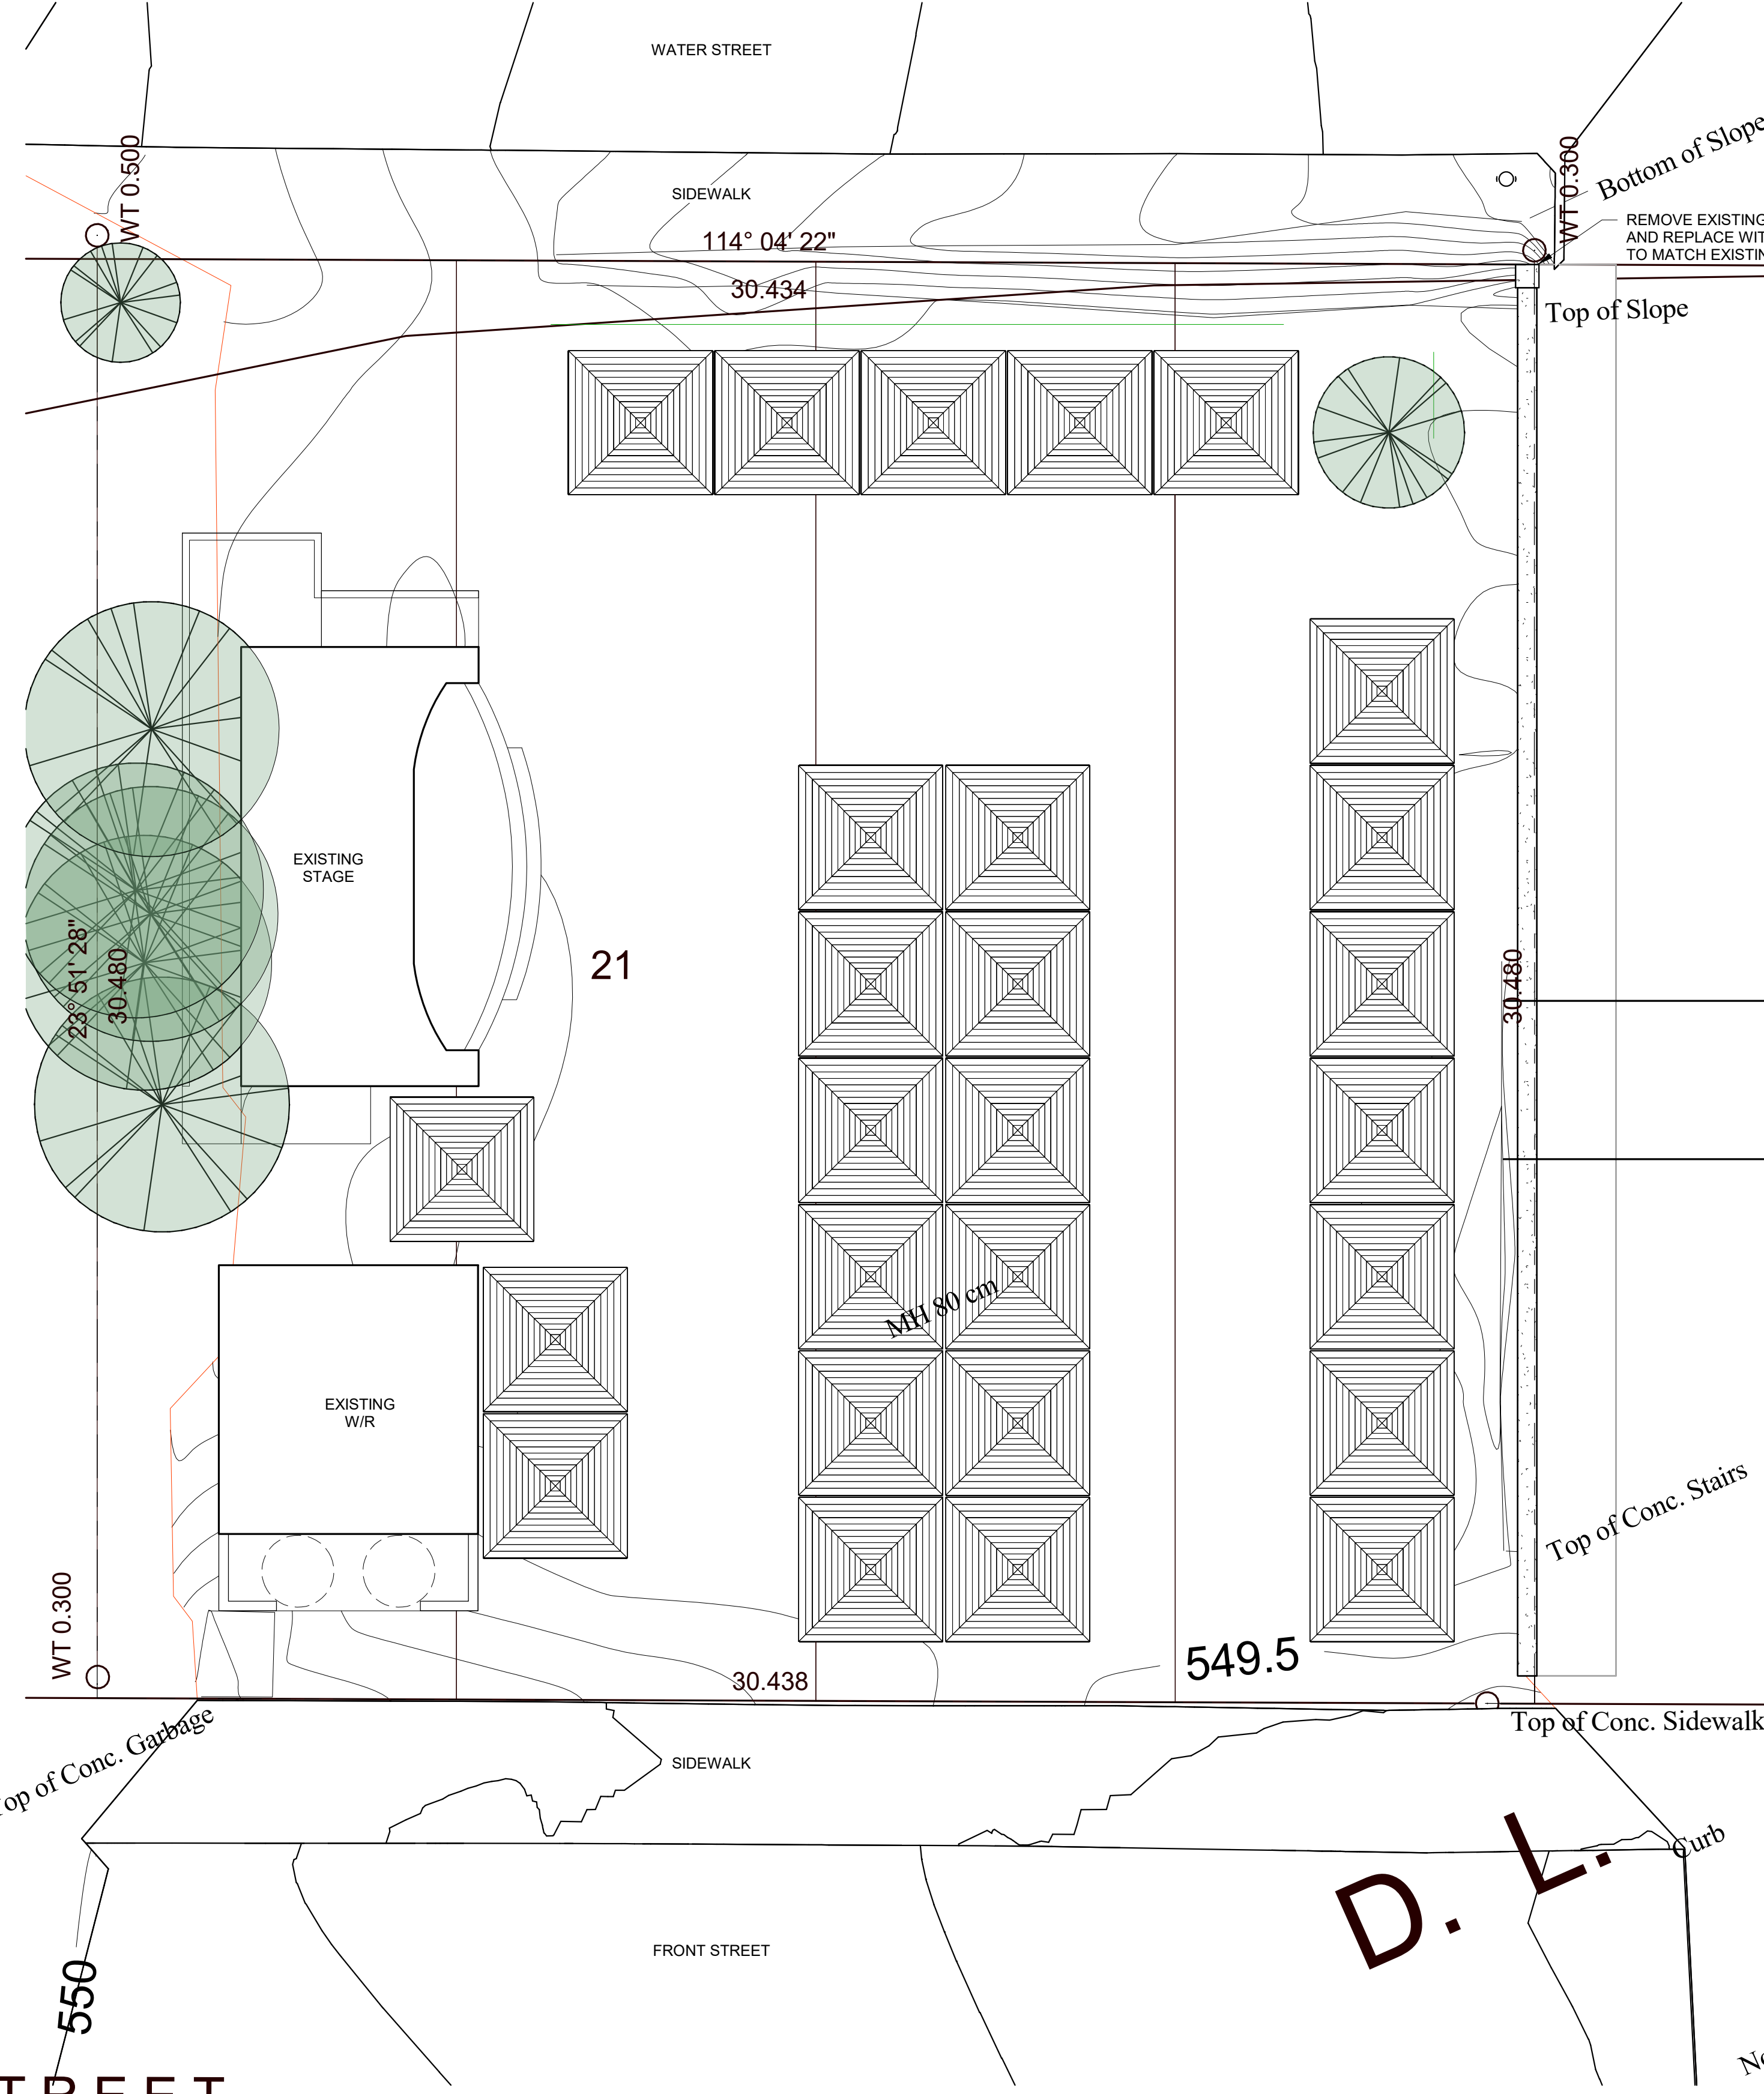 WATER STREET
WT 0.500
SIDEWALK
WT 0.300
Bottom of Slope
REMOVE EXISTING
AND REPLACE WIT
TO MATCH EXISTIN
114° 04' 22"
30.434
Top of Slope
EXISTING
STAGE
21
23° 51' 28"
30.480
30.480
MH 80 cm
EXISTING
W/R
Top of Conc. Stairs
WT 0.300
549.5
30.438
Top of Conc. Garbage
SIDEWALK
Top of Conc. Sidewalk
D. L.
Curb
FRONT STREET
550
TREET